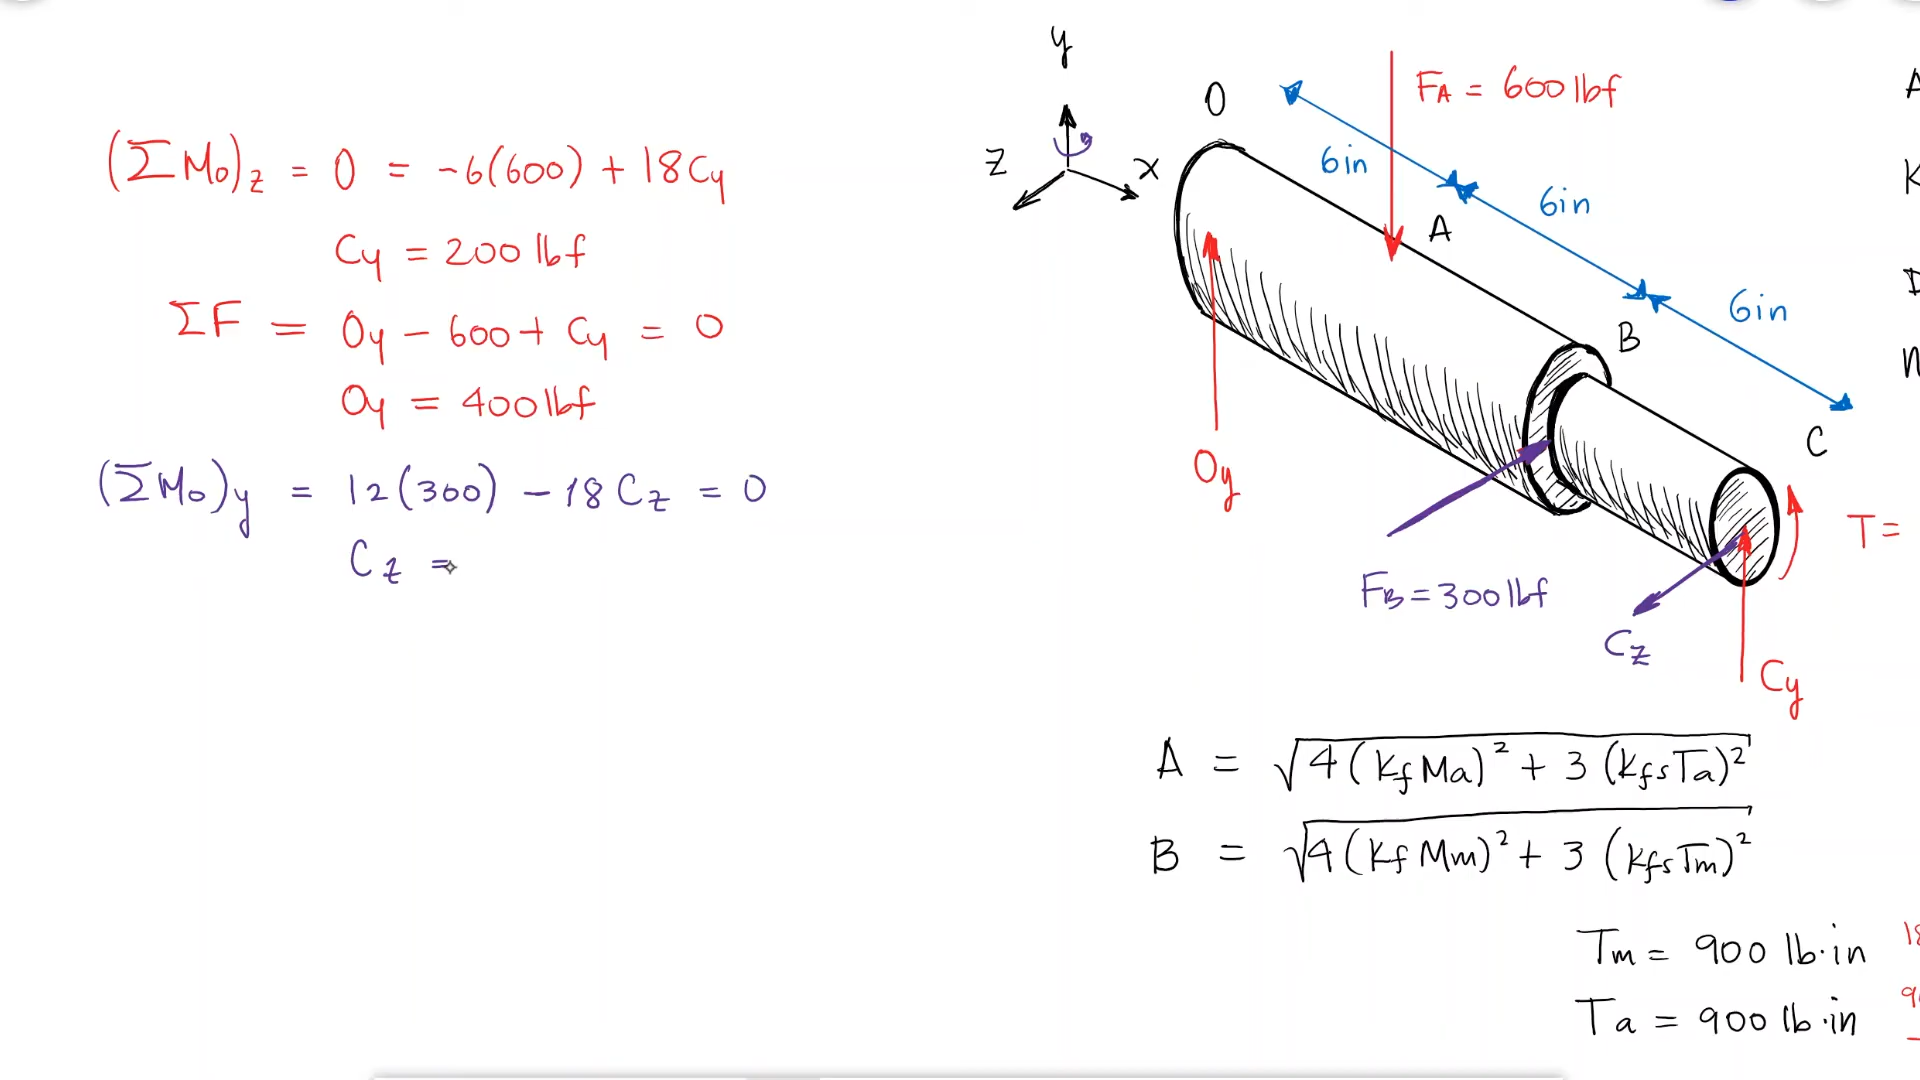 (ΣMo)z = 0 = -6(600) + 18Cy
Cy = 200 lbf
ΣF = Oy - 600 + Cy = 0
Oy = 400 lbf
(ΣMo)y = 12(300) - 18Cz = 0
Cz =
y
z
x
O
FA = 600 lbf
6in
A
6in
B
6in
C
Oy
T=
FB = 300 lbf
Cz
Cy
A = √4(KfMa)² + 3(KfsTa)²
B = √4(KfMm)² + 3(KfsTm)²
Tm = 900 lb·in
Ta = 900 lb·in